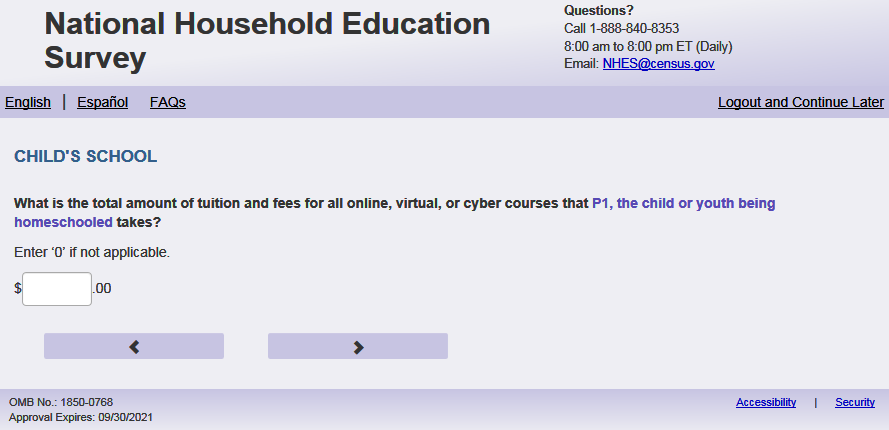 National Household Education
Survey
Questions?
Call 1-888-840-8353
8:00 am to 8:00 pm ET (Daily)
Email: NHES@census.gov
English | Español FAQs Logout and Continue Later
CHILD'S SCHOOL
What is the total amount of tuition and fees for all online, virtual, or cyber courses that P1, the child or youth being
homeschooled takes?
Enter ‘0’ if not applicable.
$ .00
OMB No.: 1850-0768
Approval Expires: 09/30/2021
Accessibility | Security